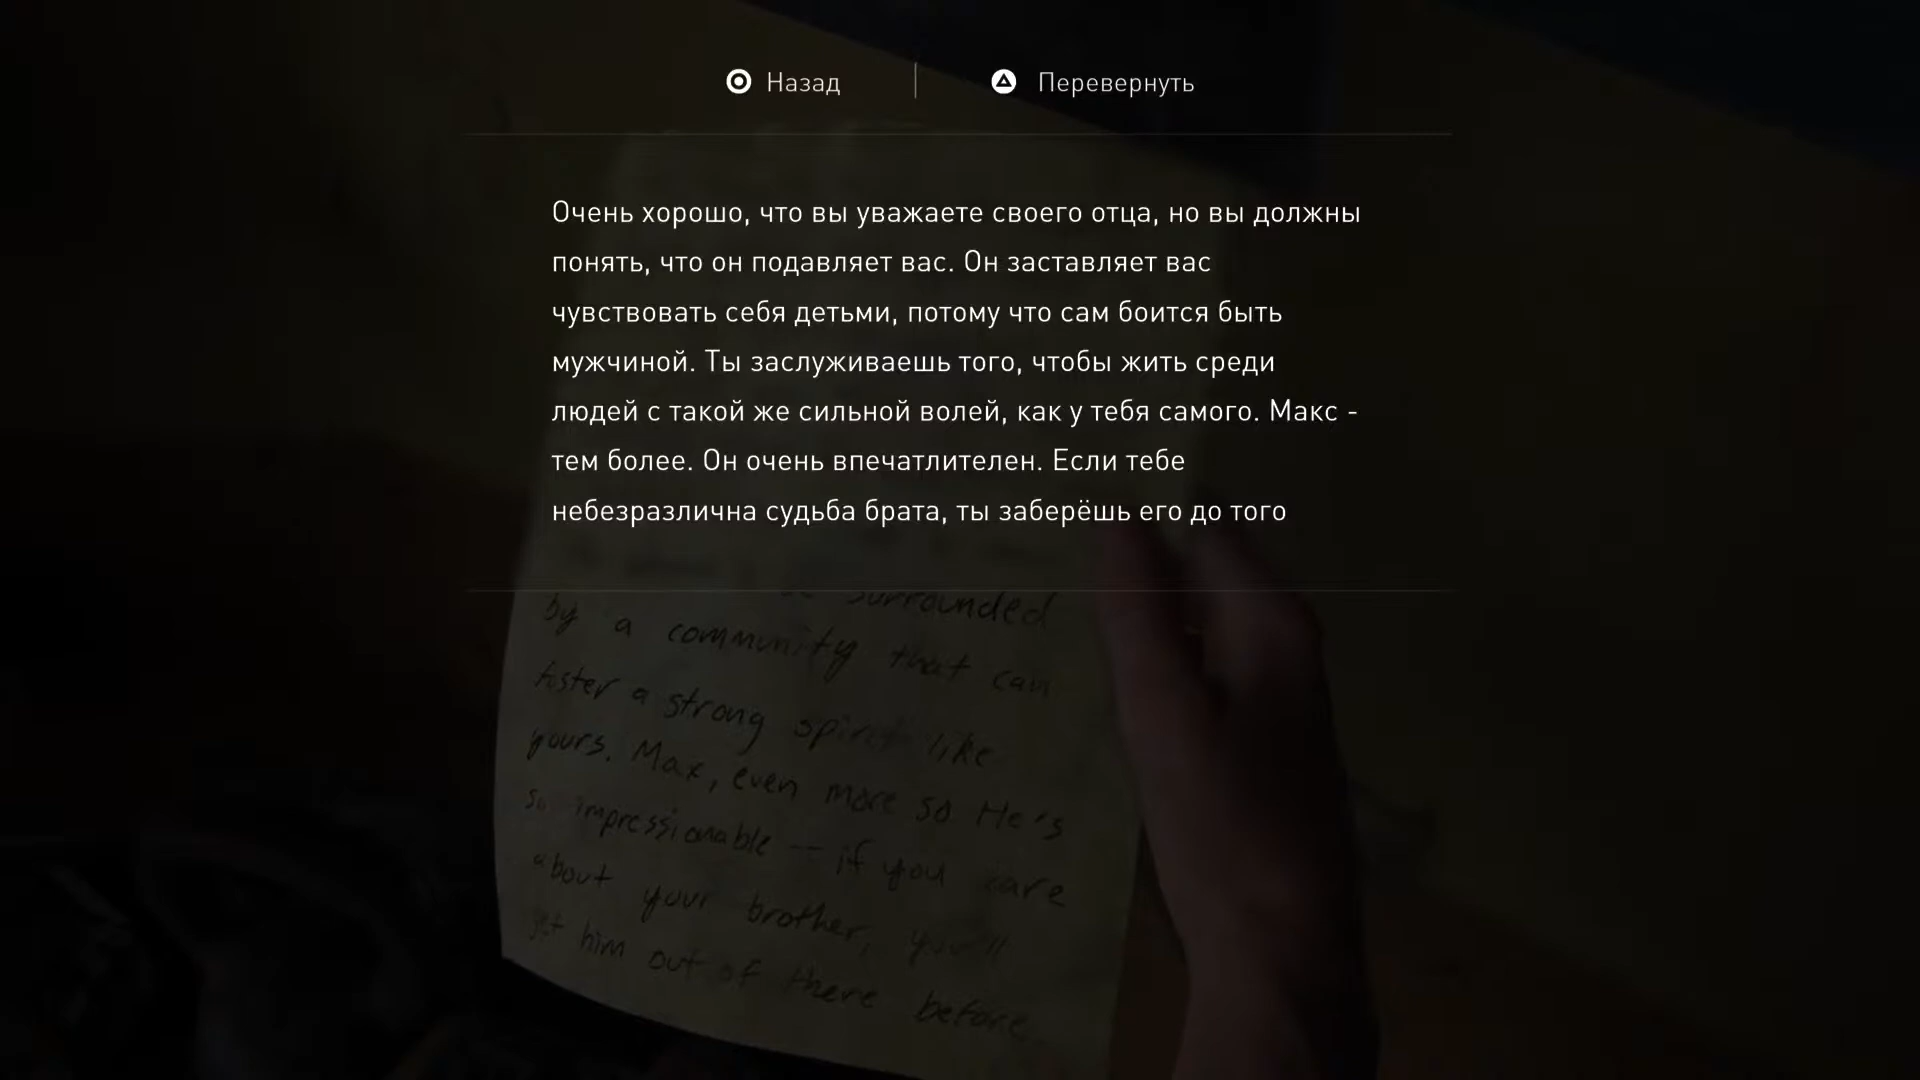 Назад
Перевернуть
Очень хорошо, что вы уважаете своего отца, но вы должны
понять, что он подавляет вас. Он заставляет вас
чувствовать себя детьми, потому что сам боится быть
мужчиной. Ты заслуживаешь того, чтобы жить среди
людей с такой же сильной волей, как у тебя самого. Макс -
тем более. Он очень впечатлителен. Если тебе
небезразлична судьба брата, ты заберёшь его до того
surrounded
by a community that can
foster a strong spirit like
yours. Max, even more so He's
so impressionable -- if you care
about your brother, you'll
get him out of there before